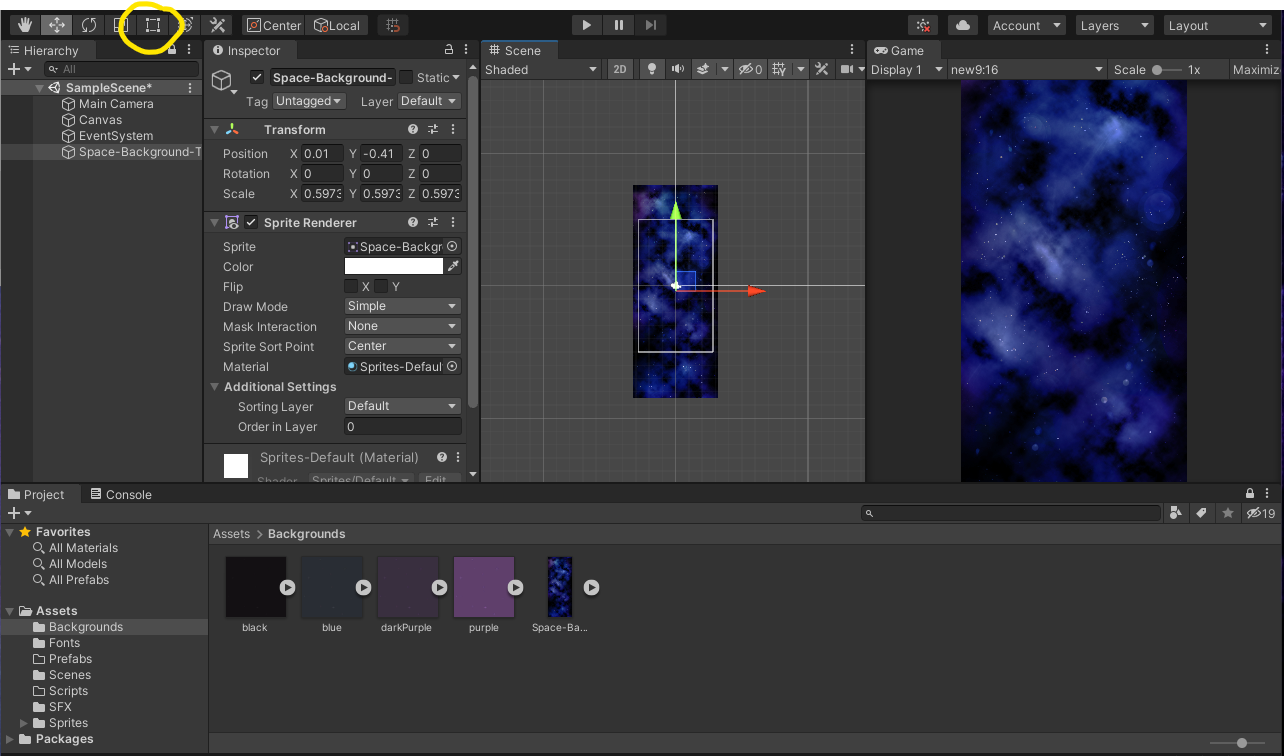 Center Local Account Layers Layout
Hierarchy
All
SampleScene*
Main Camera
Canvas
EventSystem
Space-Background-T
Inspector
Space-Background- Static
Tag Untagged Layer Default
Transform
Position X 0.01 Y -0.41 Z 0
Rotation X 0 Y 0 Z 0
Scale X 0.5973 Y 0.5973 Z 0.5973
Sprite Renderer
Sprite Space-Backgr
Color
Flip X Y
Draw Mode Simple
Mask Interaction None
Sprite Sort Point Center
Material Sprites-Defaul
Additional Settings
Sorting Layer Default
Order in Layer 0
Sprites-Default (Material)
Shader Sprites/Default Edit
Scene
Shaded 2D 0
Game
Display 1 new9:16 Scale 1x Maximiz
Project Console
19
Favorites
All Materials
All Models
All Prefabs
Assets
Backgrounds
Fonts
Prefabs
Scenes
Scripts
SFX
Sprites
Packages
Assets > Backgrounds
black blue darkPurple purple Space-Ba...